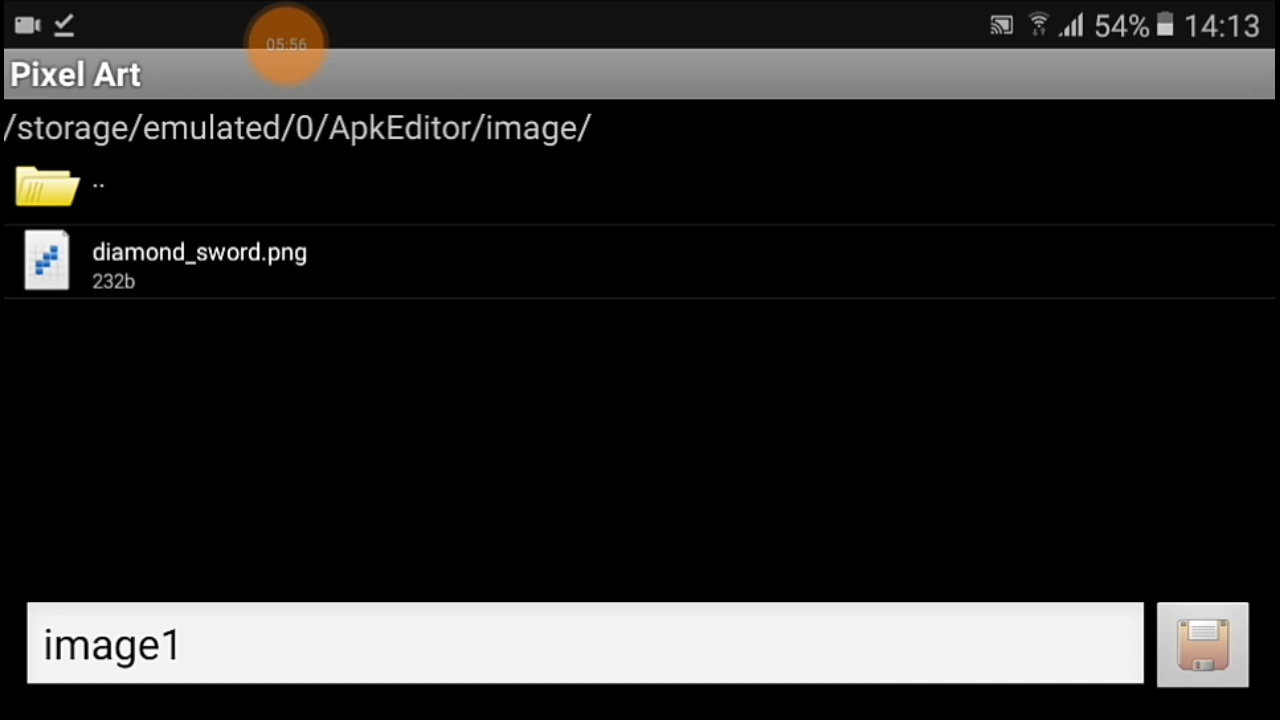 05:56
54% 14:13
Pixel Art
/storage/emulated/0/ApkEditor/image/
..
diamond_sword.png
232b
image1